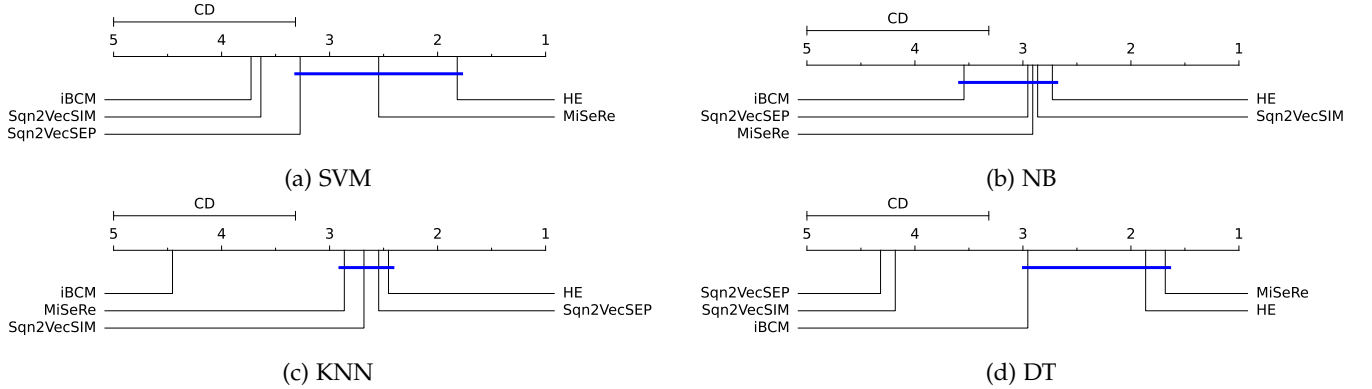 CD
5 4 3 2 1
iBCM
Sqn2VecSIM
Sqn2VecSEP
HE
MiSeRe
(a) SVM
CD
5 4 3 2 1
iBCM
Sqn2VecSEP
MiSeRe
HE
Sqn2VecSIM
(b) NB
CD
5 4 3 2 1
iBCM
MiSeRe
Sqn2VecSIM
HE
Sqn2VecSEP
(c) KNN
CD
5 4 3 2 1
Sqn2VecSEP
Sqn2VecSIM
iBCM
MiSeRe
HE
(d) DT